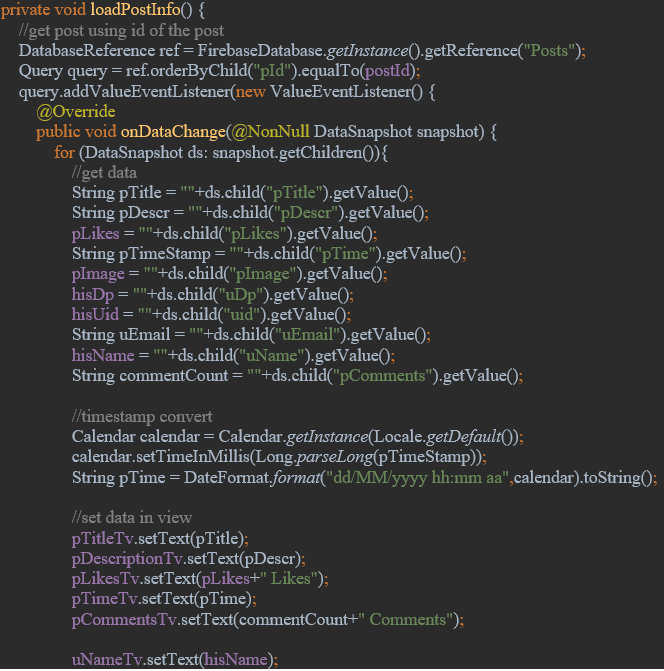 private void loadPostInfo() {
//get post using id of the post
DatabaseReference ref = FirebaseDatabase.getInstance().getReference("Posts");
Query query = ref.orderByChild("pId").equalTo(postId);
query.addValueEventListener(new ValueEventListener() {
@Override
public void onDataChange(@NonNull DataSnapshot snapshot) {
for (DataSnapshot ds: snapshot.getChildren()){
//get data
String pTitle = ""+ds.child("pTitle").getValue();
String pDescr = ""+ds.child("pDescr").getValue();
pLikes = ""+ds.child("pLikes").getValue();
String pTimeStamp = ""+ds.child("pTime").getValue();
pImage = ""+ds.child("pImage").getValue();
hisDp = ""+ds.child("uDp").getValue();
hisUid = ""+ds.child("uid").getValue();
String uEmail = ""+ds.child("uEmail").getValue();
hisName = ""+ds.child("uName").getValue();
String commentCount = ""+ds.child("pComments").getValue();
//timestamp convert
Calendar calendar = Calendar.getInstance(Locale.getDefault());
calendar.setTimeInMillis(Long.parseLong(pTimeStamp));
String pTime = DateFormat.format("dd/MM/yyyy hh:mm aa",calendar).toString();
//set data in view
pTitleTv.setText(pTitle);
pDescriptionTv.setText(pDescr);
pLikesTv.setText(pLikes+" Likes");
pTimeTv.setText(pTime);
pCommentsTv.setText(commentCount+" Comments");
uNameTv.setText(hisName);